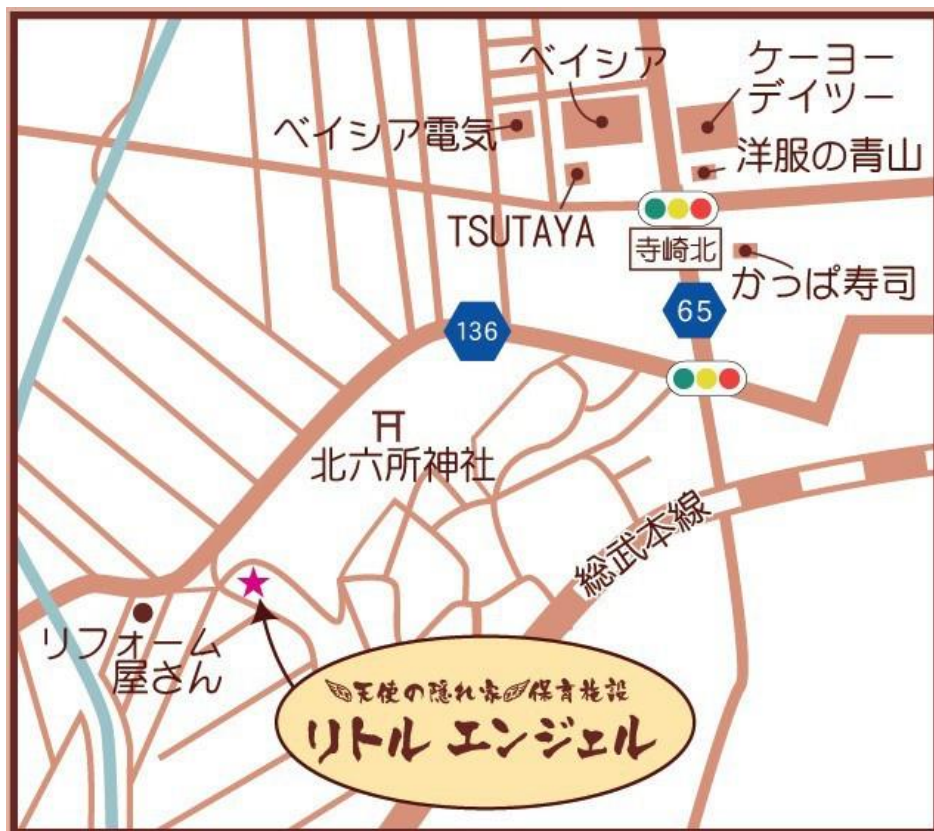 ベイシア
ケーヨー
デイツー
ベイシア電気
洋服の青山
TSUTAYA
寺崎北
かっぱ寿司
136
65
北六所神社
総武本線
リフォーム
屋さん
天使の隠れ家 保育施設
リトル エンジェル